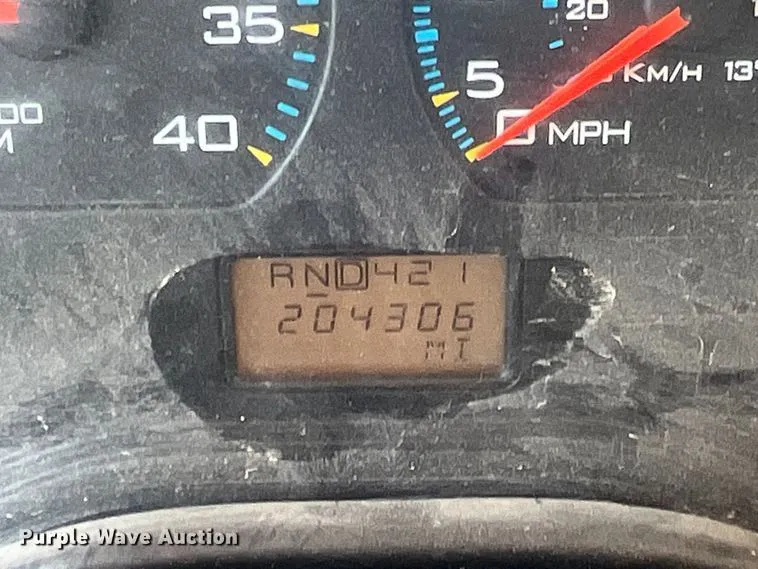 35
20
5
Km/H
40
0 MPH
RND421
204306
MI
Purple Wave Auction